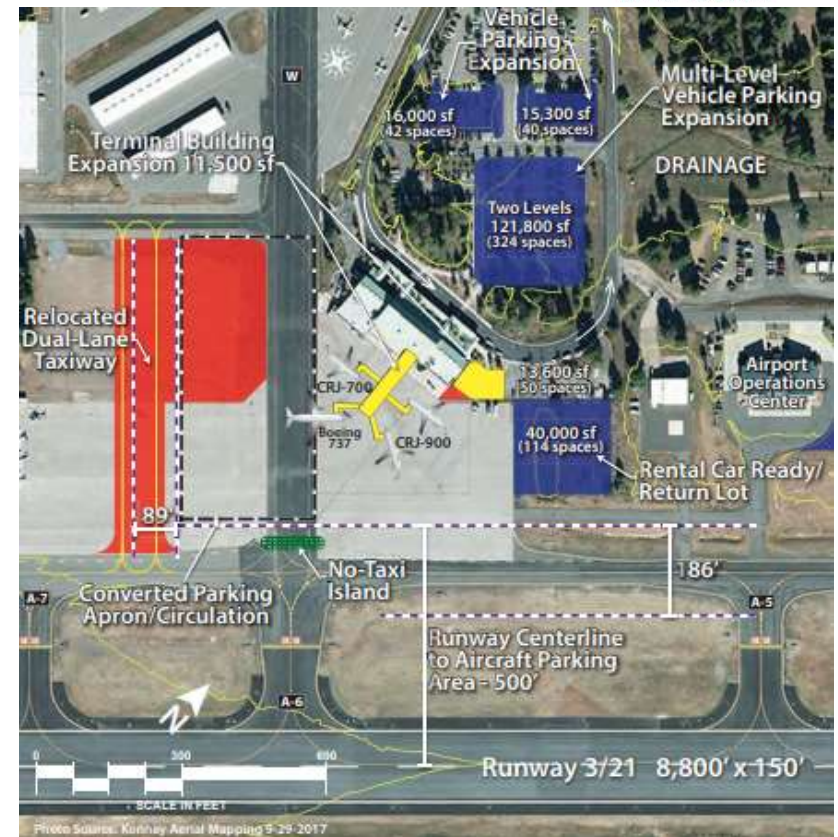 Vehicle
Parking
Expansion
Multi-Level
Vehicle Parking
Expansion
W
16,000 sf
(42 spaces)
15,300 sf
(40 spaces)
Terminal Building
Expansion 11,500 sf
DRAINAGE
Two Levels
121,800 sf
(324 spaces)
Relocated
Dual-Lane
Taxiway
13,600 sf
(50 spaces)
Airport
Operations
Center
CRJ-700
Boeing
737
CRJ-900
40,000 sf
(114 spaces)
Rental Car Ready/
Return Lot
89'
Converted Parking
Apron/Circulation
No-Taxi
Island
186'
A-7
A-5
Runway Centerline
to Aircraft Parking
Area - 500'
N
A-6
0
300
600
SCALE IN FEET
Runway 3/21 8,800' x 150'
Photo Source: Konnay Aerial Mapping 9-29-2017